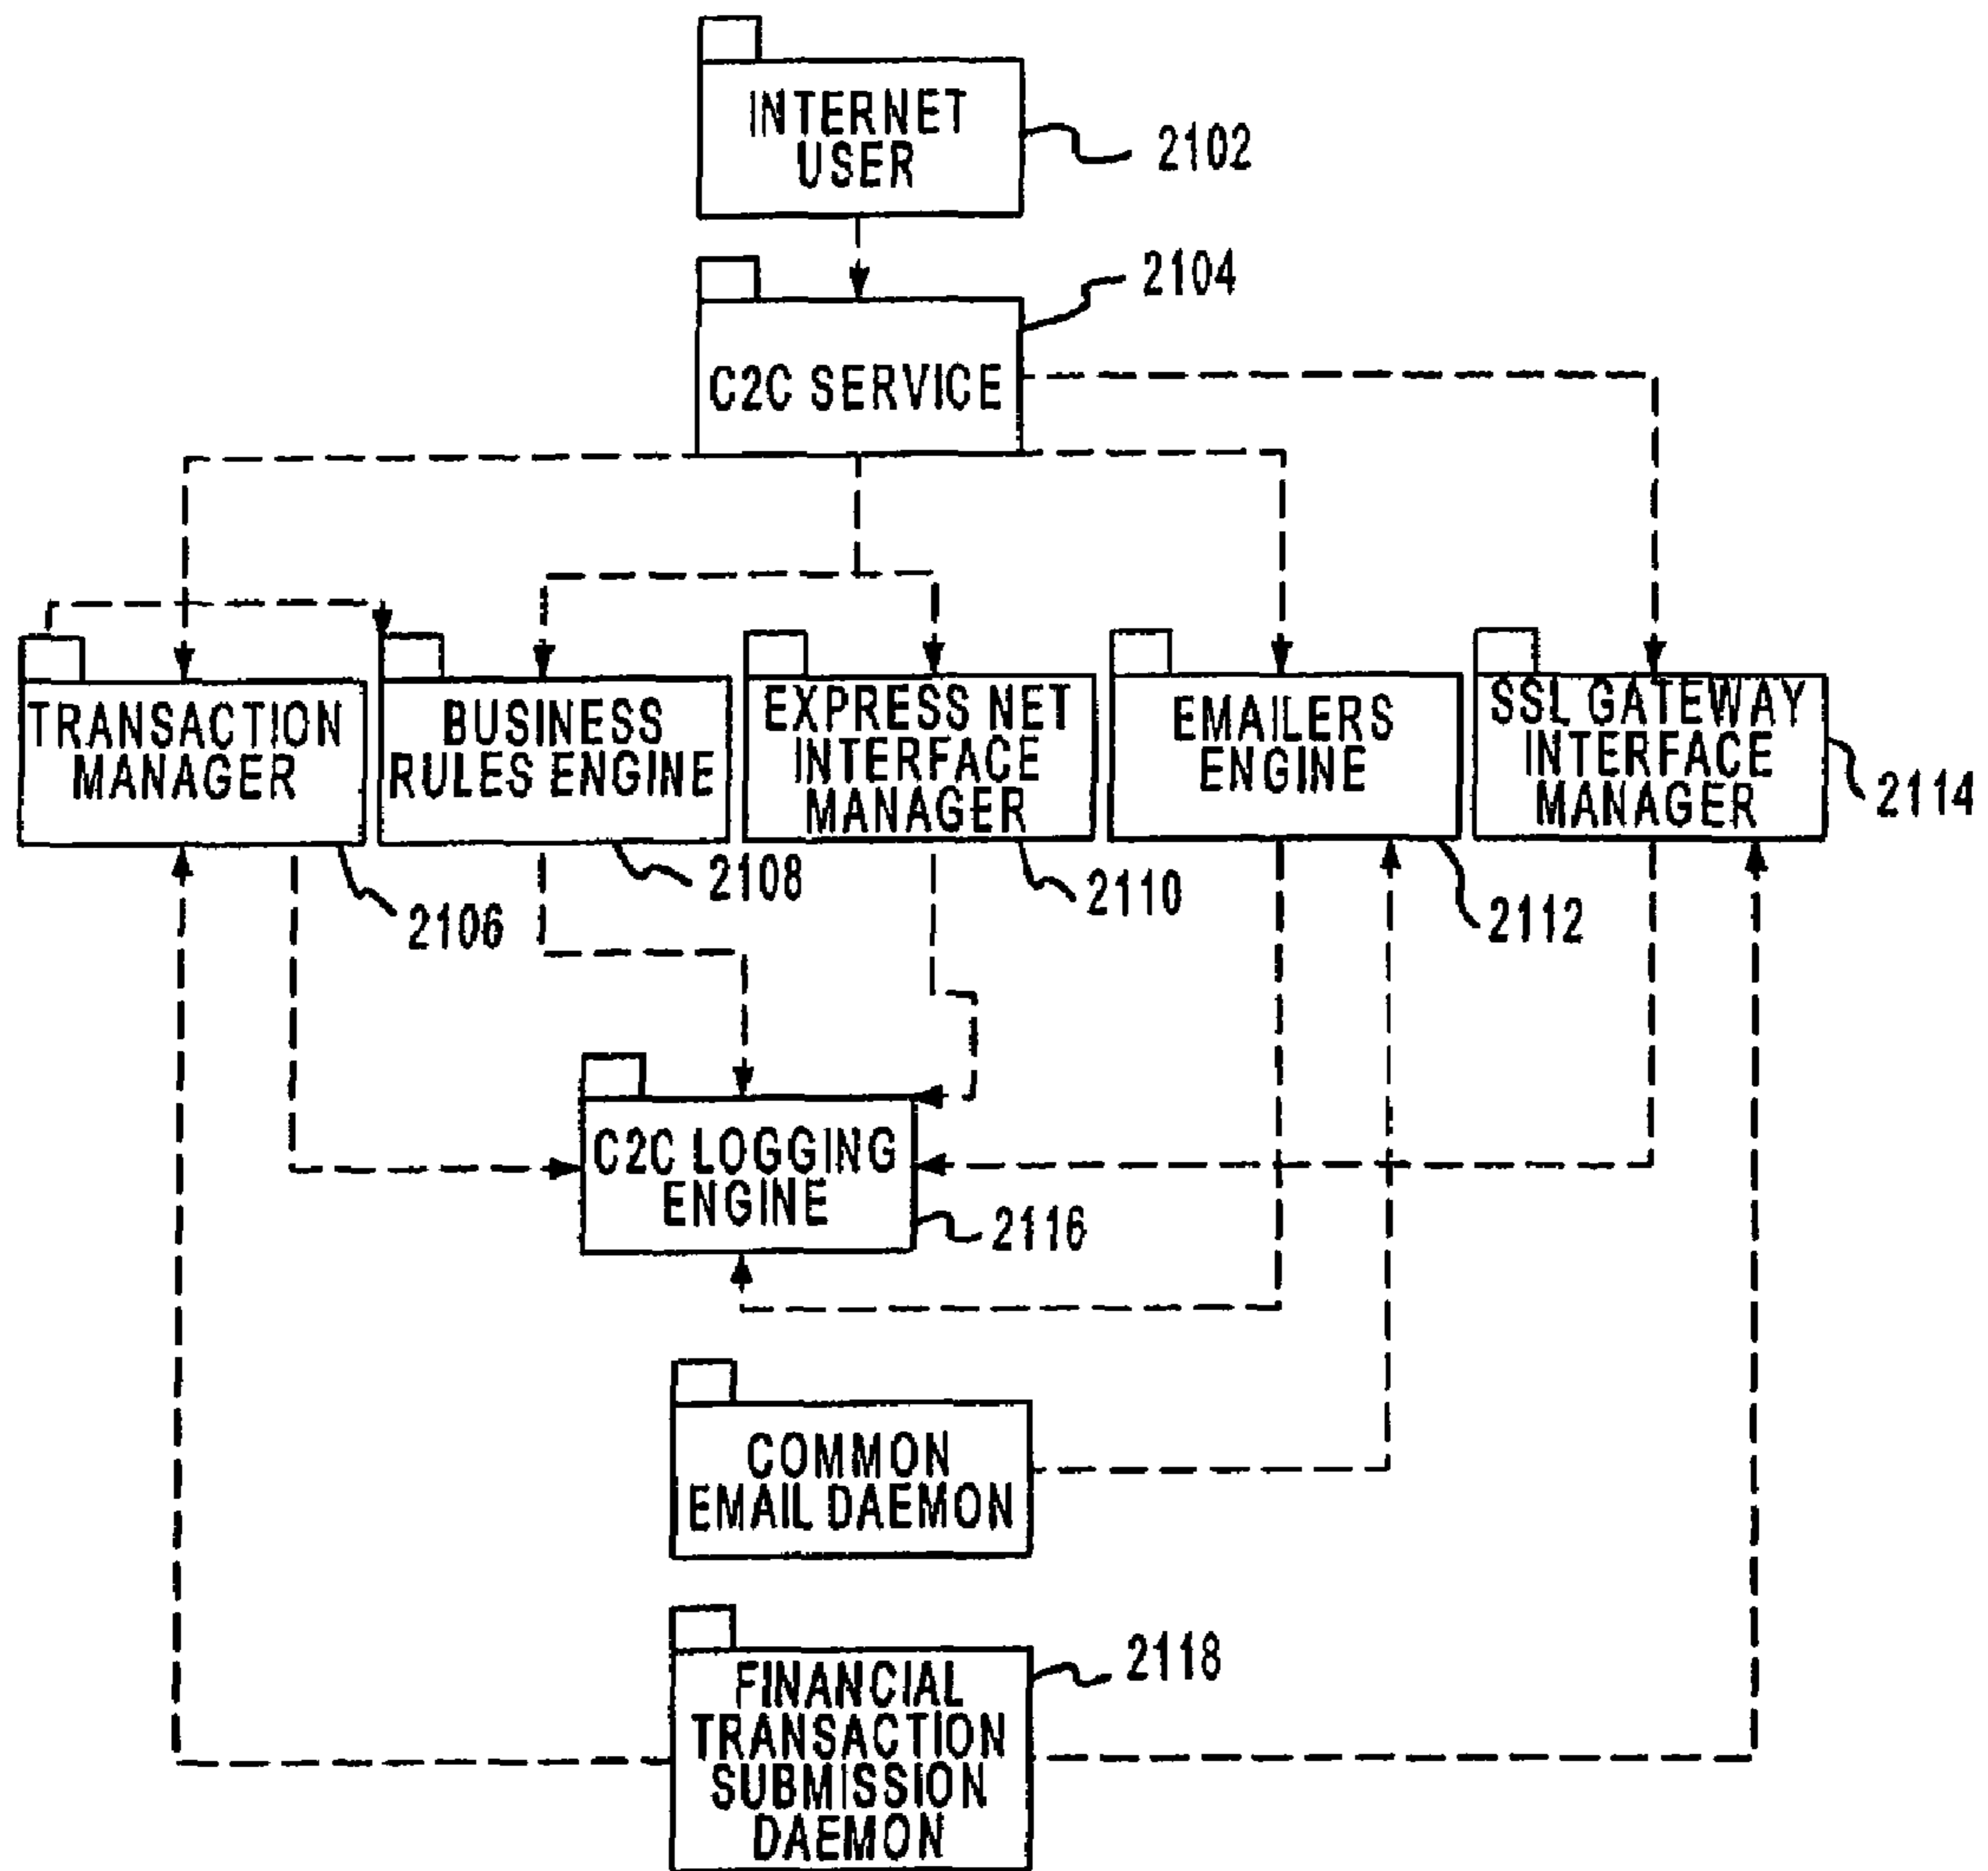 INTERNET
USER
2102
2104
C2C SERVICE
TRANSACTION
MANAGER
2106
BUSINESS
RULES ENGINE
2108
EXPRESS NET
INTERFACE
MANAGER
2110
EMAILERS
ENGINE
2112
SSL GATEWAY
INTERFACE
MANAGER
2114
C2C LOGGING
ENGINE
2116
COMMON
EMAIL DAEMON
2118
FINANCIAL
TRANSACTION
SUBMISSION
DAEMON